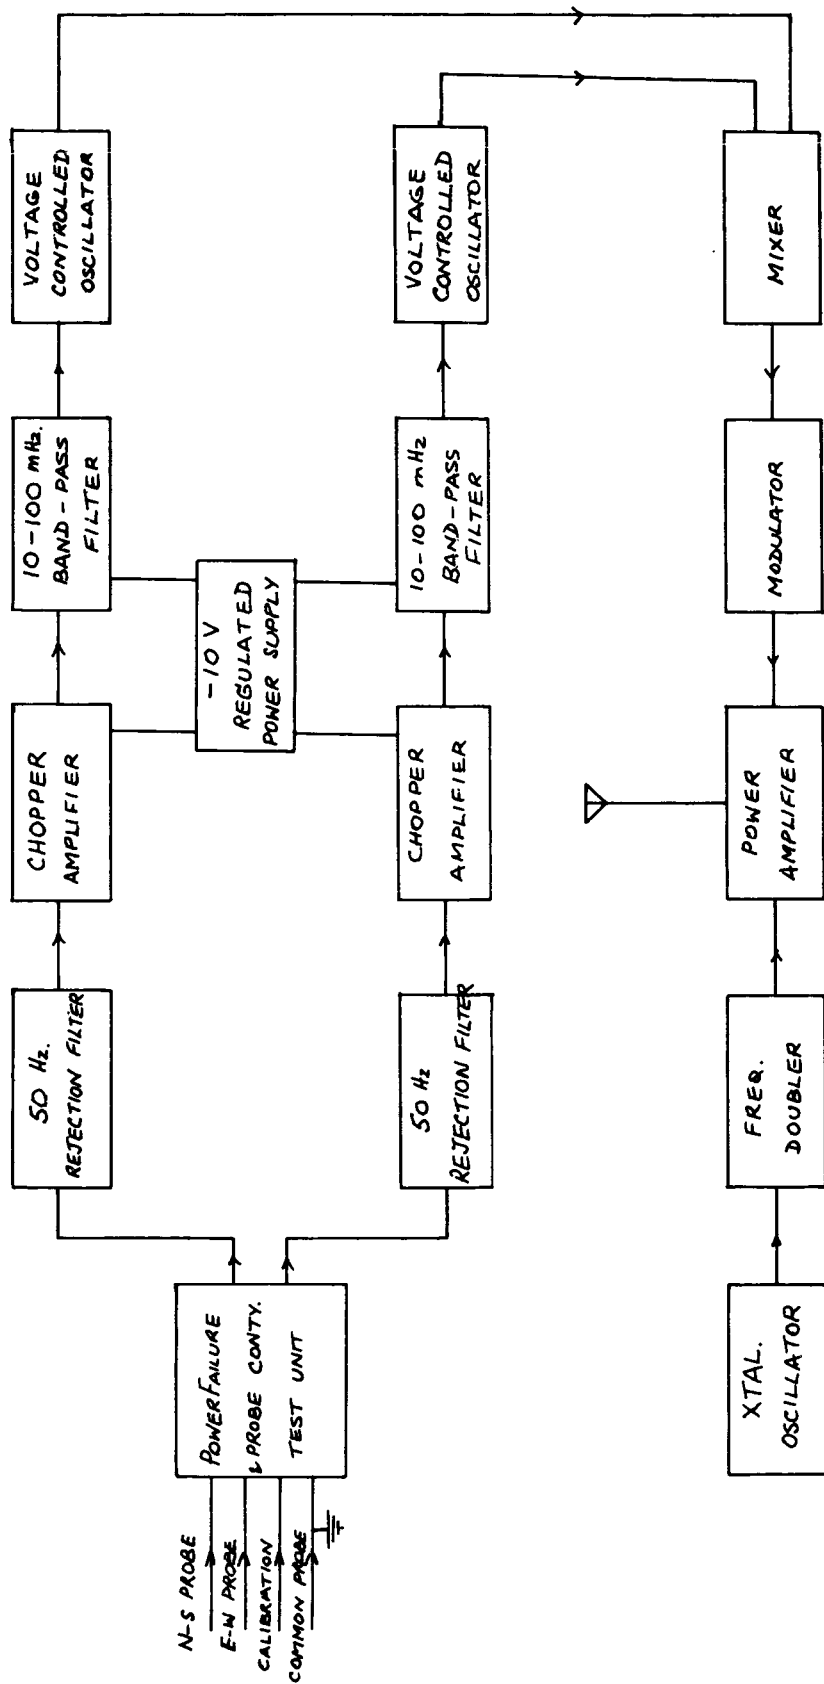 N-S PROBE
E-W PROBE
CALIBRATION
COMMON PROBE
POWER FAILURE
& PROBE CONTY.
TEST UNIT
50 Hz.
REJECTION FILTER
CHOPPER
AMPLIFIER
10-100 mHz.
BAND-PASS
FILTER
VOLTAGE
CONTROLLED
OSCILLATOR
-10V
REGULATED
POWER SUPPLY
50 Hz
REJECTION FILTER
CHOPPER
AMPLIFIER
10-100 mHz
BAND-PASS
FILTER
VOLTAGE
CONTROLLED
OSCILLATOR
XTAL.
OSCILLATOR
FREQ.
DOUBLER
POWER
AMPLIFIER
MODULATOR
MIXER